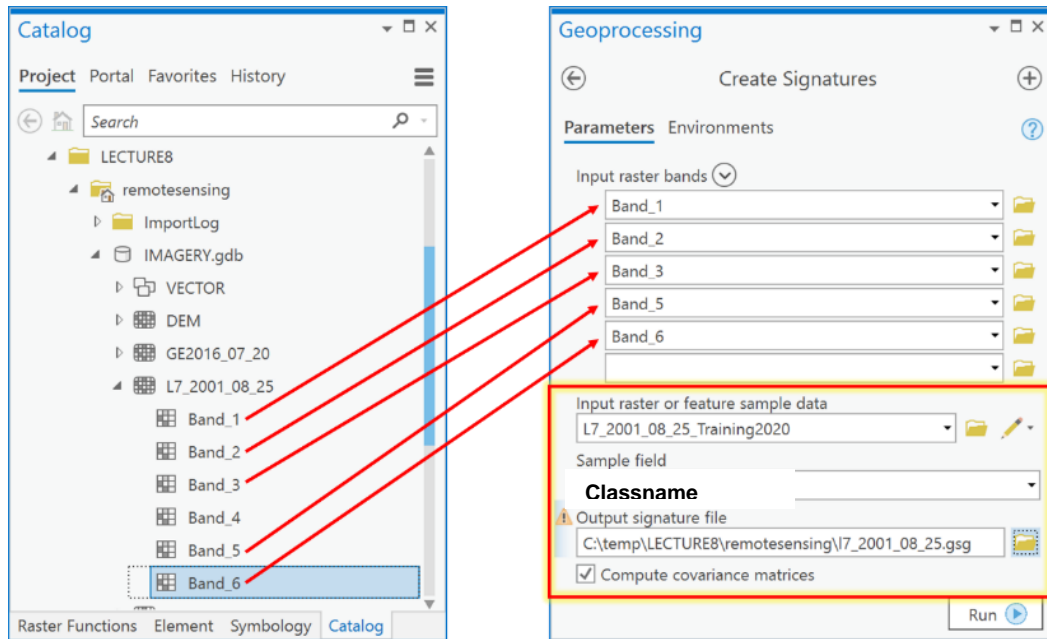 Catalog
Project Portal Favorites History
Search
LECTURE8
remotesensing
ImportLog
IMAGERY.gdb
VECTOR
DEM
GE2016_07_20
L7_2001_08_25
Band_1
Band_2
Band_3
Band_4
Band_5
Band_6
Raster Functions Element Symbology Catalog
Geoprocessing
Create Signatures
Parameters Environments
?
Input raster bands
Band_1
Band_2
Band_3
Band_5
Band_6
Input raster or feature sample data
L7_2001_08_25_Training2020
Sample field
Classname
Output signature file
C:\temp\LECTURE8\remotesensing\l7_2001_08_25.gsg
Compute covariance matrices
Run